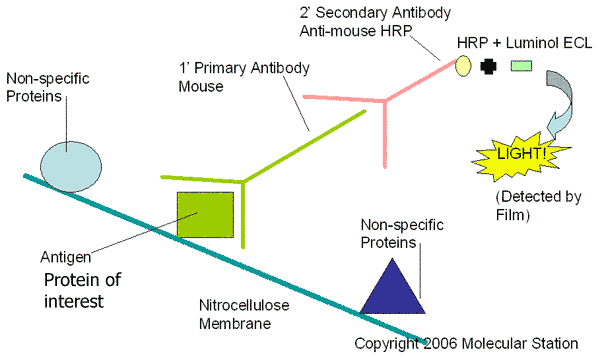 2’ Secondary Antibody
Anti-mouse HRP
HRP + Luminol ECL
1’ Primary Antibody
Mouse
Non-specific
Proteins
LIGHT!
(Detected by
Film)
Non-specific
Proteins
Antigen
Protein of
interest
Nitrocellulose
Membrane
Copyright 2006 Molecular Station